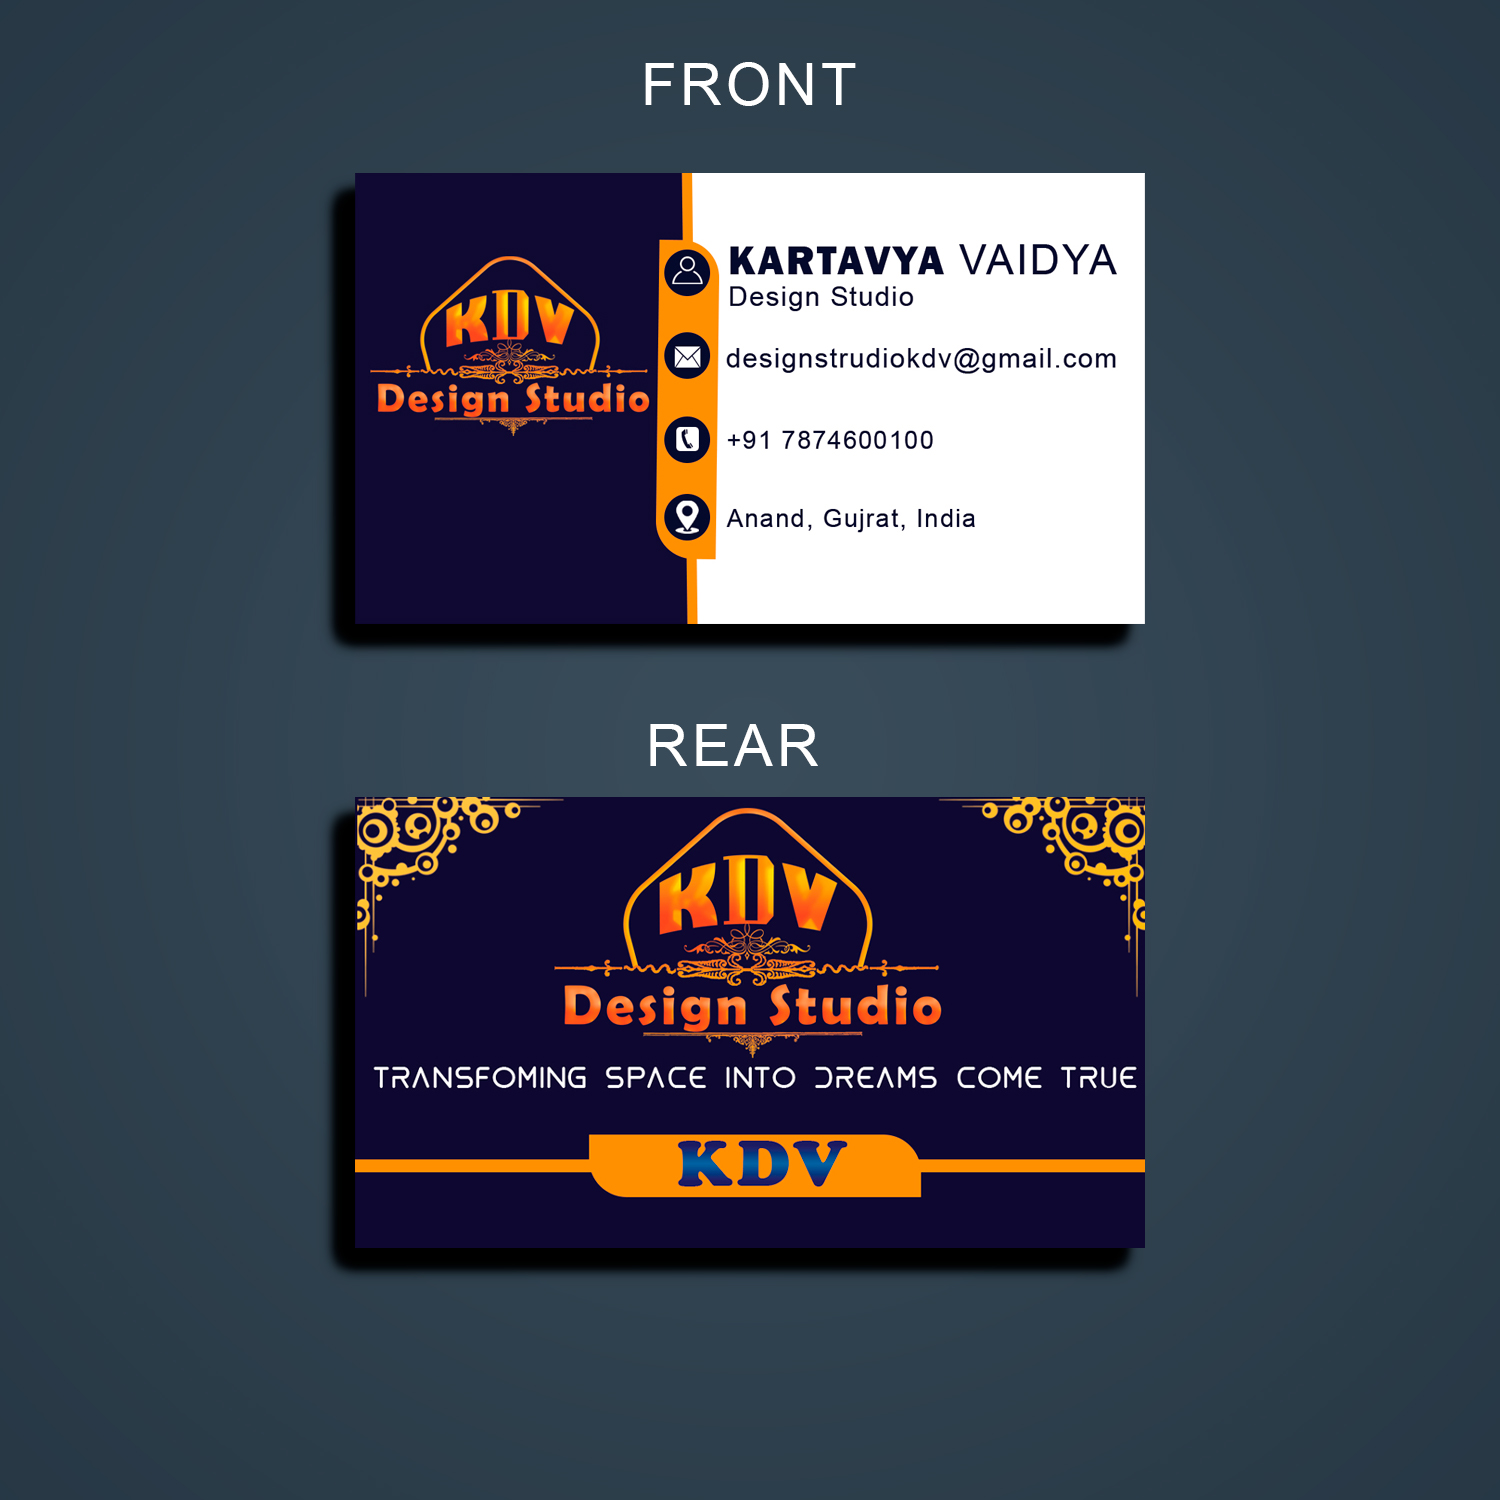 FRONT
KDV
Design Studio
KARTAVYA VAIDYA
Design Studio
designstrudiokdv@gmail.com
+91 7874600100
Anand, Gujrat, India
REAR
KDV
Design Studio
TRANSFOMING SPACE INTO DREAMS COME TRUE
KDV